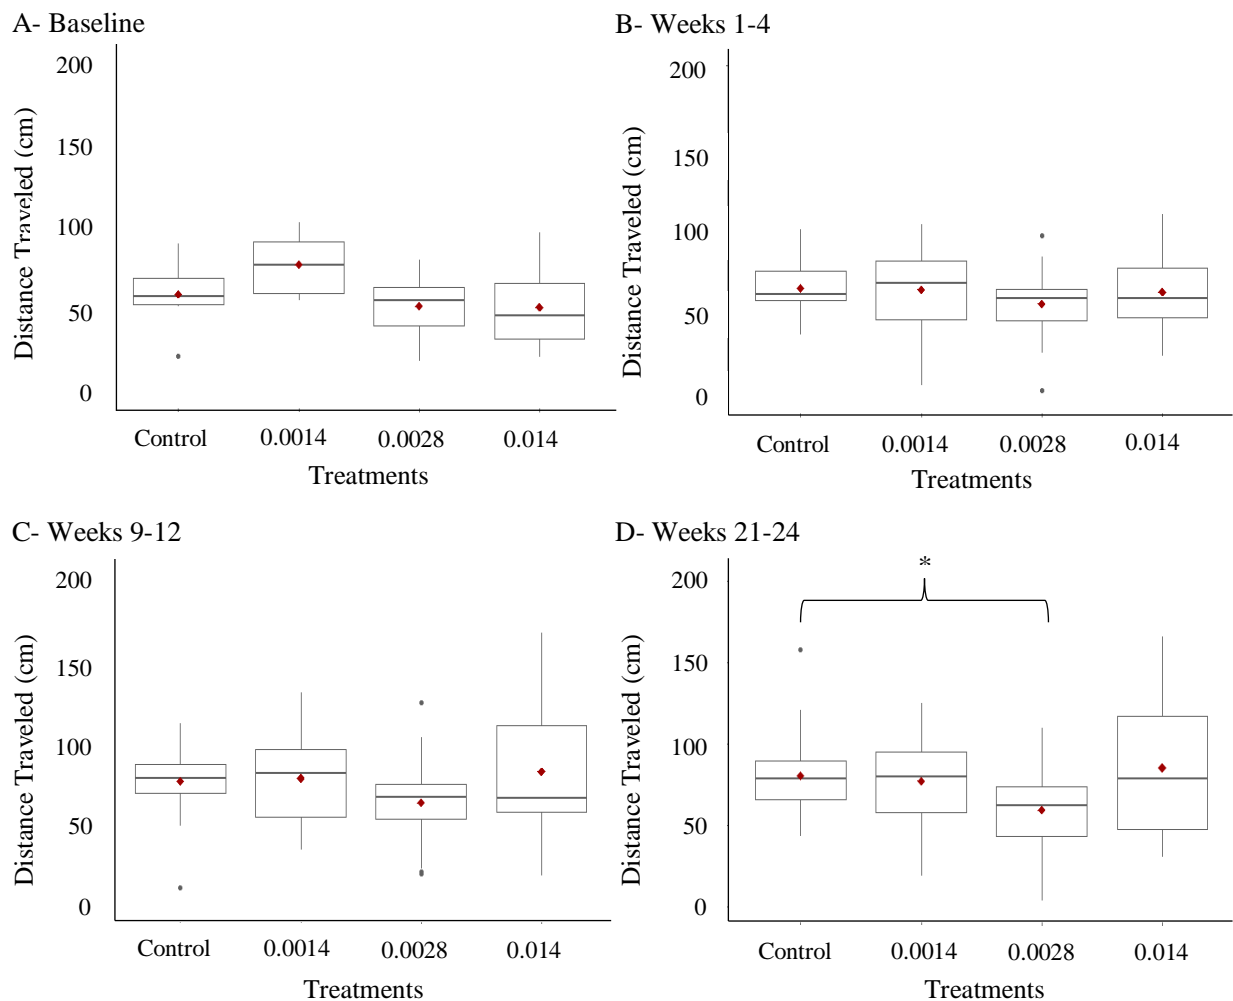 A- Baseline
200
150
100
50
0
Distance Traveled (cm)
Control 0.0014 0.0028 0.014
Treatments
B- Weeks 1-4
200
150
100
50
0
Distance Traveled (cm)
Control 0.0014 0.0028 0.014
Treatments
C- Weeks 9-12
200
150
100
50
0
Distance Traveled (cm)
Control 0.0014 0.0028 0.014
Treatments
D- Weeks 21-24
*
200
150
100
50
0
Distance Traveled (cm)
Control 0.0014 0.0028 0.014
Treatments